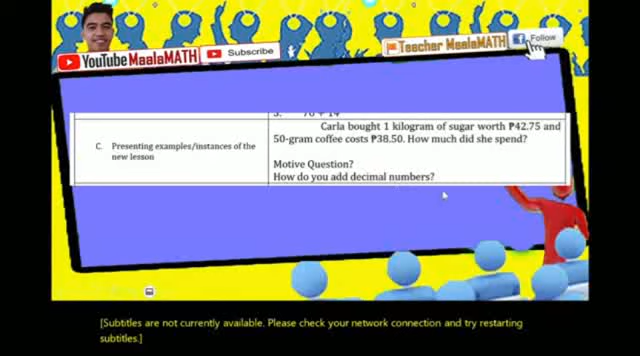 YouTube MaalaMATH
Subscribe
Teacher MaalaMATH
Follow
C. Presenting examples/instances of the
new lesson
Carla bought 1 kilogram of sugar worth ₱42.75 and
50-gram coffee costs ₱38.50. How much did she spend?
Motive Question?
How do you add decimal numbers?
[Subtitles are not currently available. Please check your network connection and try restarting
subtitles.]